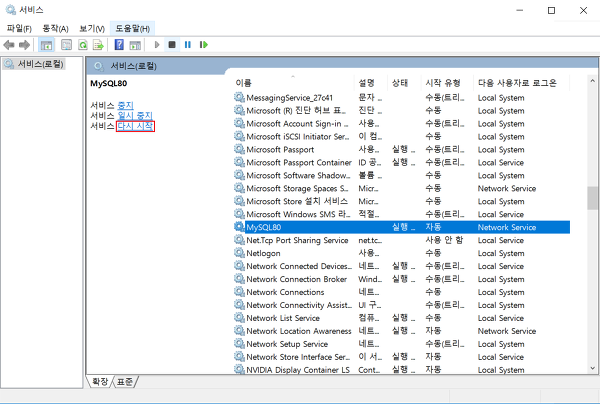 서비스
파일(F) 동작(A) 보기(V) 도움말(H)
서비스(로컬)
서비스(로컬)
MySQL80
서비스 중지
서비스 일시 중지
서비스 다시 시작
이름 설명 상태 시작 유형 다음 사용자로 로그온
MessagingService_27c41 문자 ... 수동(트리... Local System
Microsoft (R) 진단 허브 표... 진단 ... 수동 Local System
Microsoft Account Sign-in ... 사용... 수동(트리... Local System
Microsoft iSCSI Initiator Ser... 이 컴... 수동 Local System
Microsoft Passport 사용... 실행 ... 수동(트리... Local System
Microsoft Passport Container ID 공... 실행 ... 수동(트리... Local Service
Microsoft Software Shadow... 볼륨 ... 수동 Local System
Microsoft Storage Spaces S... Micr... 수동 Network Service
Microsoft Store 설치 서비스 Micr... 수동 Local System
Microsoft Windows SMS 라... 적절... 수동(트리... Local System
MySQL80 실행 ... 자동 Network Service
Net.Tcp Port Sharing Service net.tc... 사용 안 함 Local Service
Netlogon 사용... 수동 Local System
Network Connected Devices... 네트... 실행 ... 수동(트리... Local Service
Network Connection Broker Wind... 실행 ... 수동(트리... Local System
Network Connections 네트... 수동 Local System
Network Connectivity Assist... UI 구... 수동(트리... Local System
Network List Service 컴퓨... 실행 ... 수동 Local Service
Network Location Awareness 네트... 실행 ... 자동 Network Service
Network Setup Service 네트... 수동(트리... Local System
Network Store Interface Ser... 이 서... 실행 ... 자동 Local Service
NVIDIA Display Container LS Cont... 실행 ... 자동 Local System
확장 표준